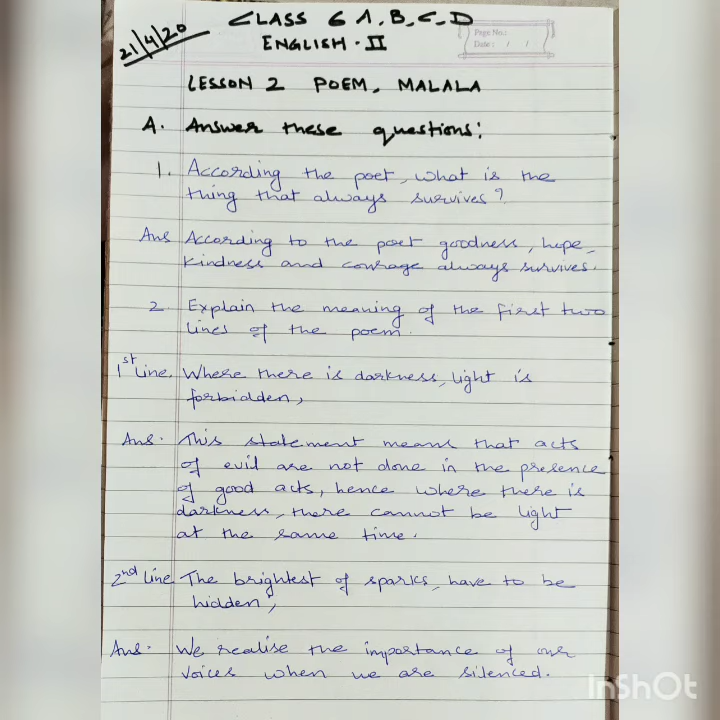 21/4/20
CLASS 6 A, B, C, D
ENGLISH - II
Page No.:
Date: / /
LESSON 2 POEM, MALALA
A. Answer these questions:
1. According the poet, what is the
thing that always survives?
Ans According to the poet goodness, hope,
kindness and courage always survives.
2. Explain the meaning of the first two
lines of the poem.
1st Line. Where there is darkness, light is
forbidden,
Ans. This statement means that acts
of evil are not done in the presence
of good acts, hence where there is
darkness, there cannot be light
at the same time.
2nd Line The brightest of sparks, have to be
hidden,
Ans. We realise the importance of our
voices when we are silenced.
InShOt